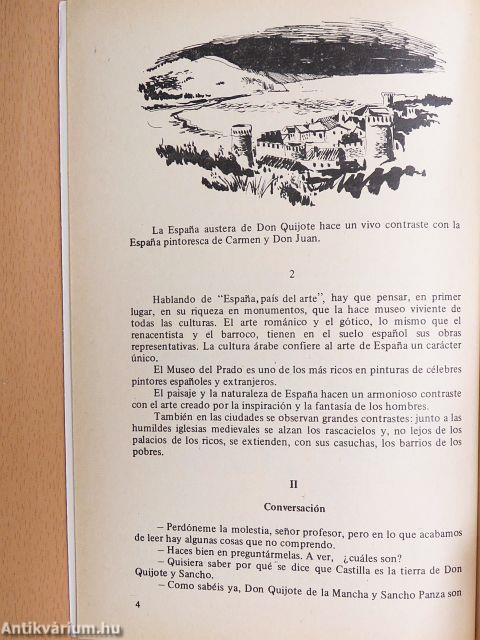 La España austera de Don Quijote hace un vivo contraste con la
España pintoresca de Carmen y Don Juan.
2
Hablando de "España, país del arte", hay que pensar, en primer
lugar, en su riqueza en monumentos, que la hace museo viviente de
todas las culturas. El arte románico y el gótico, lo mismo que el
renacentista y el barroco, tienen en el suelo español sus obras
representativas. La cultura árabe confiere al arte de España un carácter
único.
El Museo del Prado es uno de los más ricos en pinturas de célebres
pintores españoles y extranjeros.
El paisaje y la naturaleza de España hacen un armonioso contraste
con el arte creado por la inspiración y la fantasía de los hombres.
También en las ciudades se observan grandes contrastes: junto a las
humildes iglesias medievales se alzan los rascacielos y, no lejos de los
palacios de los ricos, se extienden, con sus casuchas, los barrios de los
pobres.
II
Conversación
— Perdóneme la molestia, señor profesor, pero en lo que acabamos
de leer hay algunas cosas que no comprendo.
— Haces bien en preguntármelas. A ver, ¿cuáles son?
— Quisiera saber por qué se dice que Castilla es la tierra de Don
Quijote y Sancho.
— Como sabéis ya, Don Quijote de la Mancha y Sancho Panza son
4
Antikvárium.hu